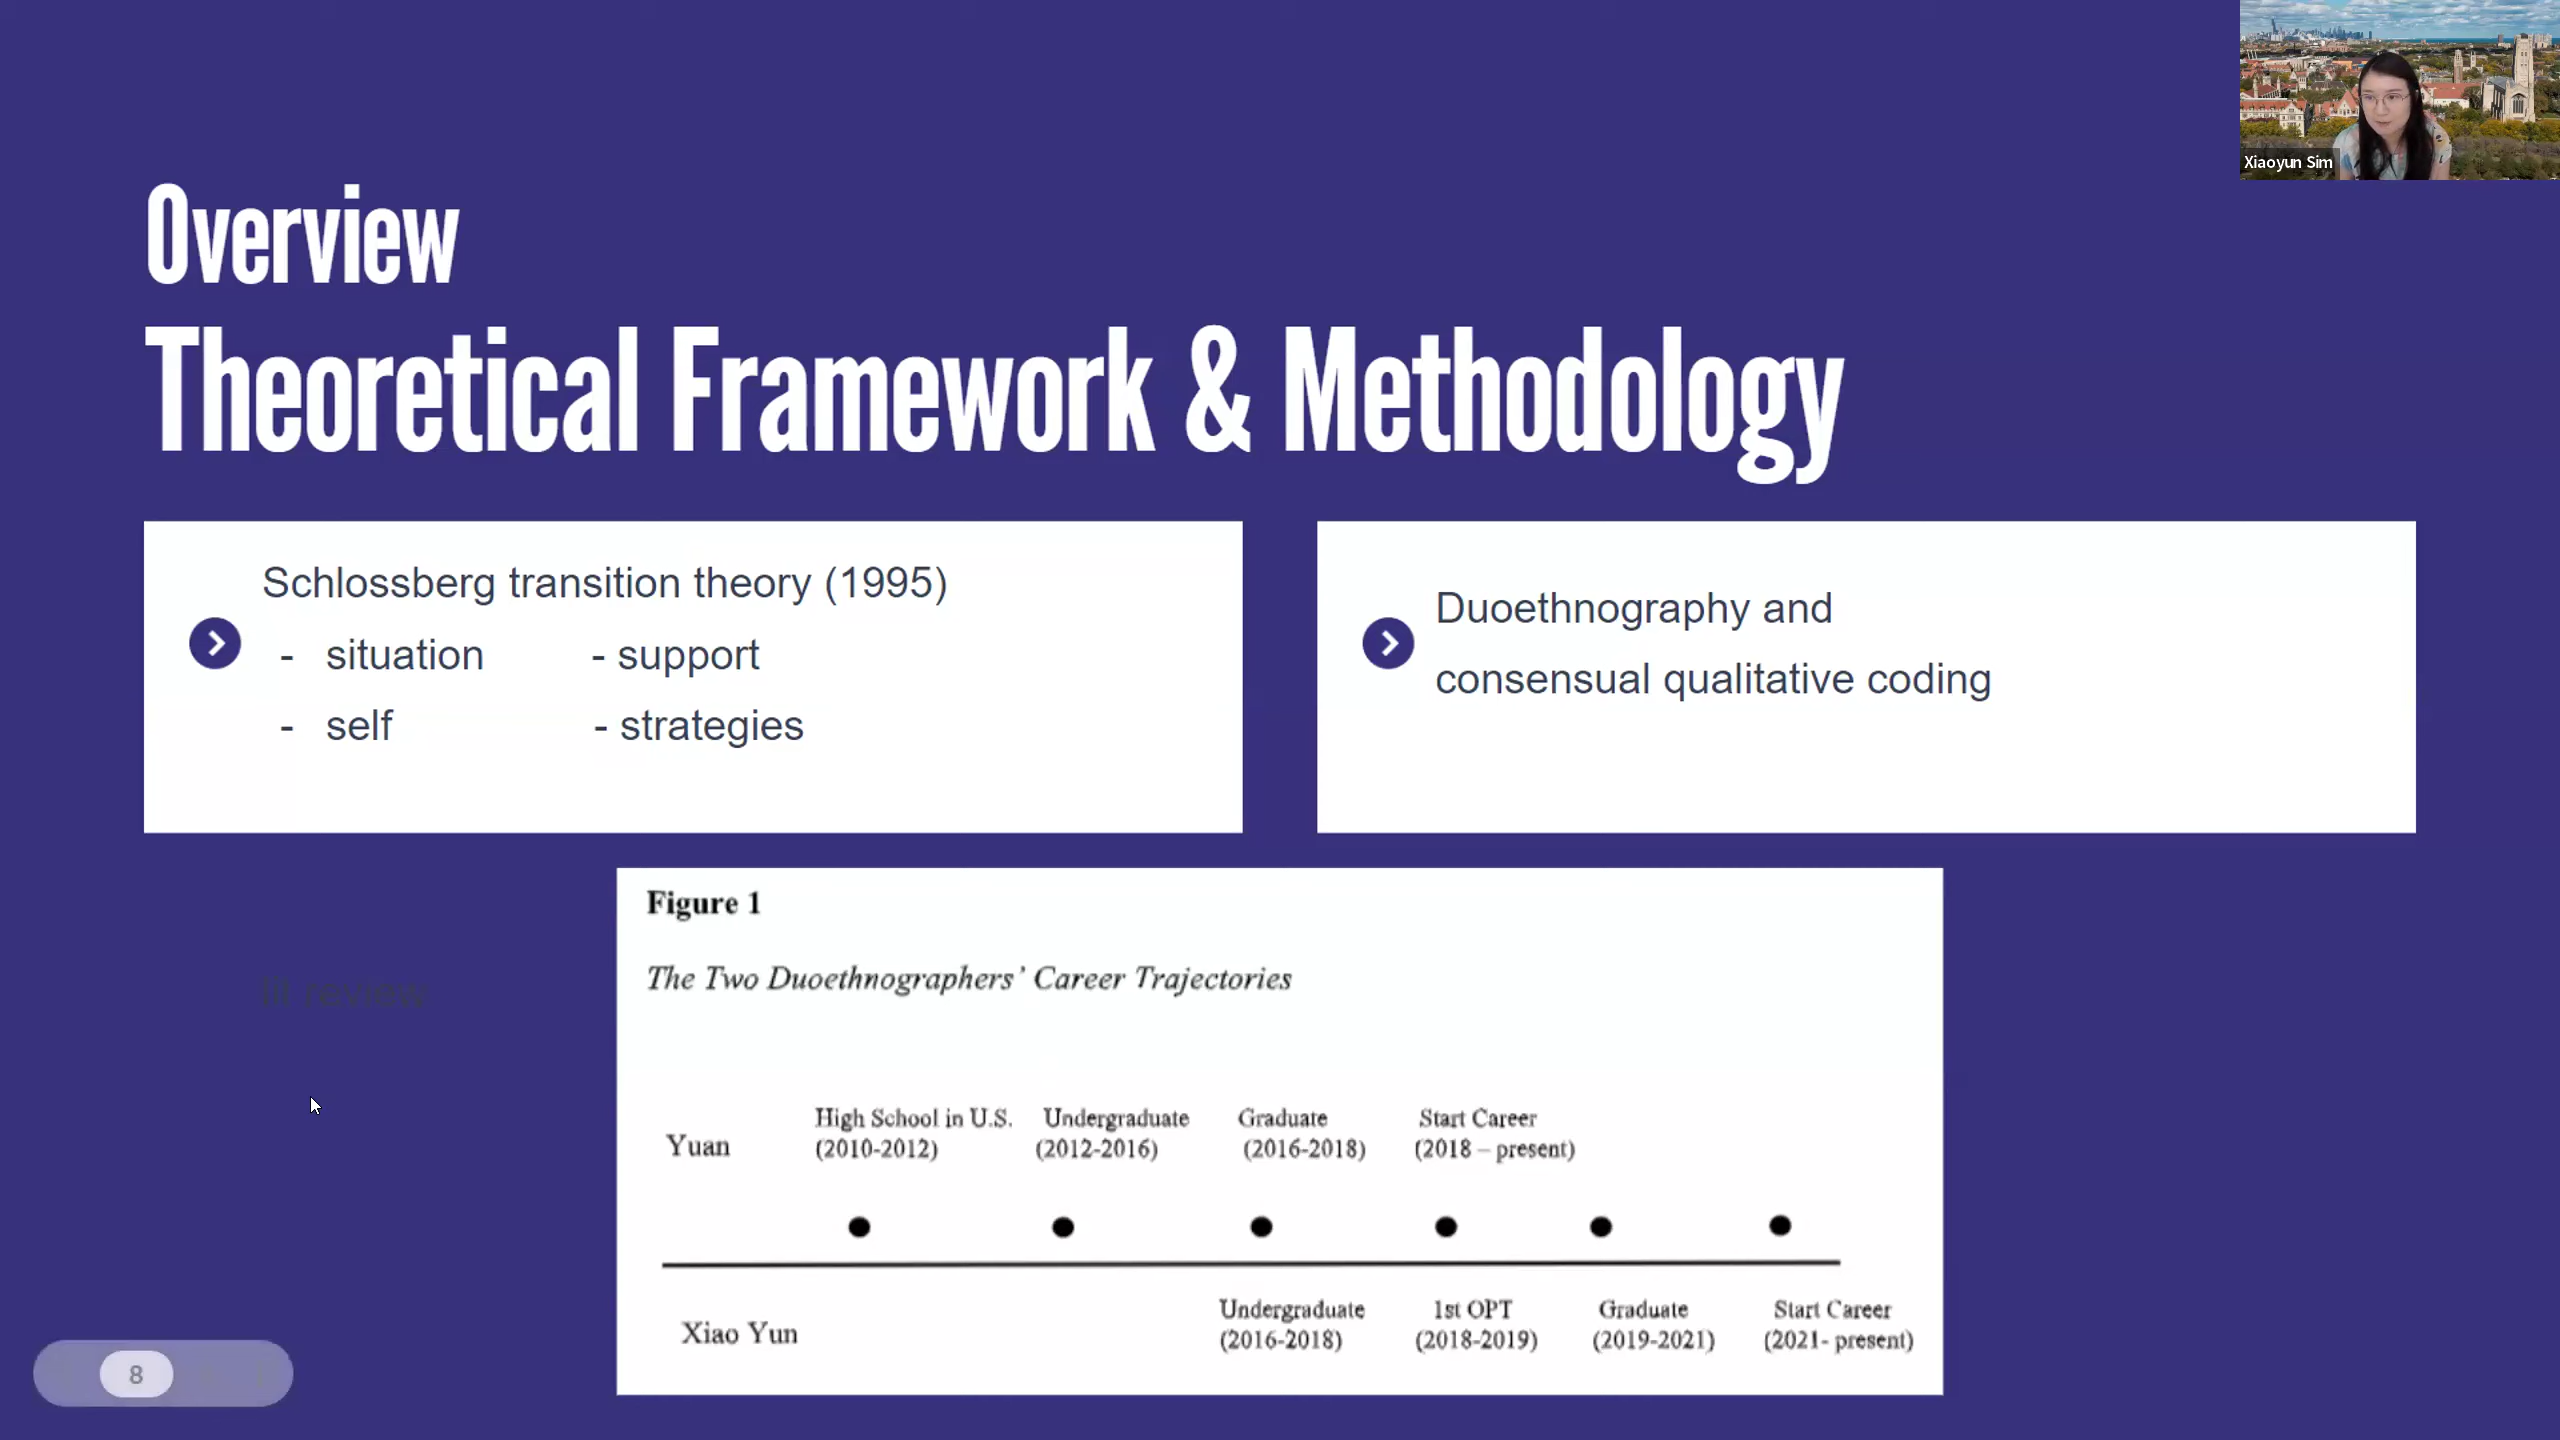 Xiaoyun Sim
Overview
Theoretical Framework & Methodology
Schlossberg transition theory (1995)
- situation - support
- self - strategies
Duoethnography and
consensual qualitative coding
lit review
Figure 1
The Two Duoethnographers' Career Trajectories
Yuan
High School in U.S. Undergraduate Graduate Start Career
(2010-2012) (2012-2016) (2016-2018) (2018 – present)
Xiao Yun
Undergraduate 1st OPT Graduate Start Career
(2016-2018) (2018-2019) (2019-2021) (2021- present)
8